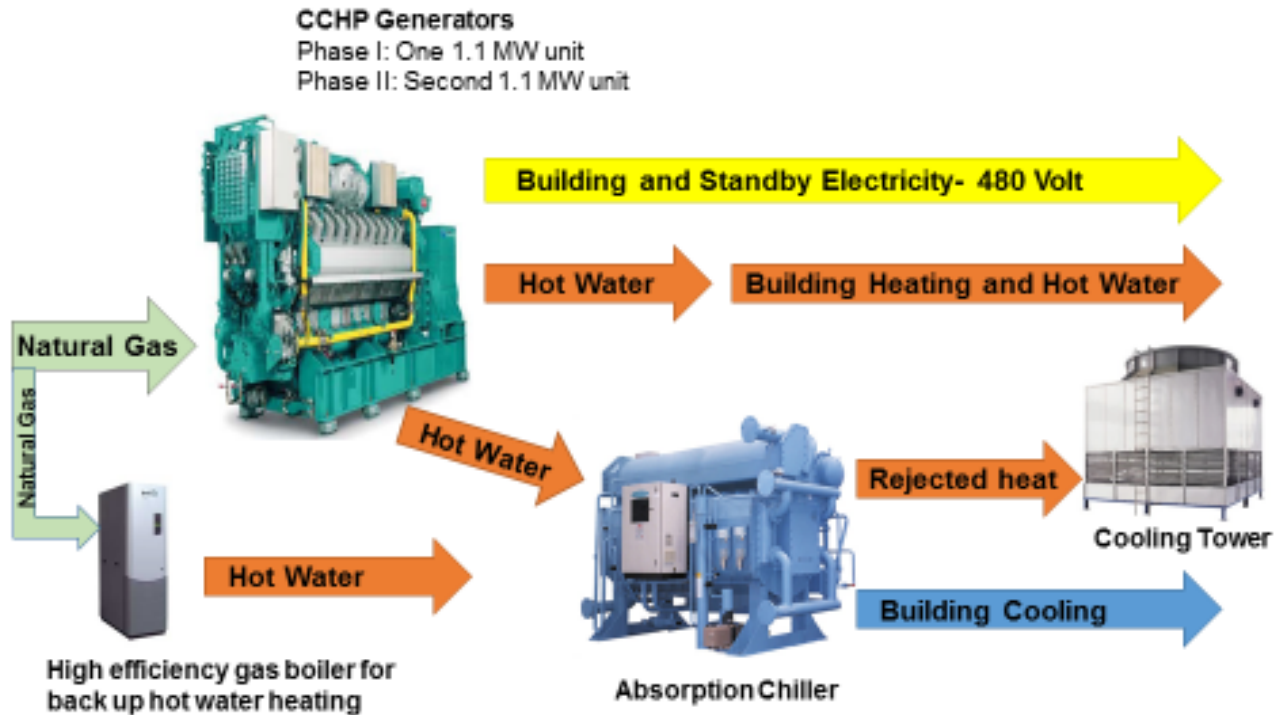 CCHP Generators
Phase I: One 1.1 MW unit
Phase II: Second 1.1 MW unit
Building and Standby Electricity- 480 Volt
Hot Water
Building Heating and Hot Water
Natural Gas
Natural Gas
Hot Water
Rejected heat
Cooling Tower
Hot Water
Building Cooling
High efficiency gas boiler for
back up hot water heating
Absorption Chiller